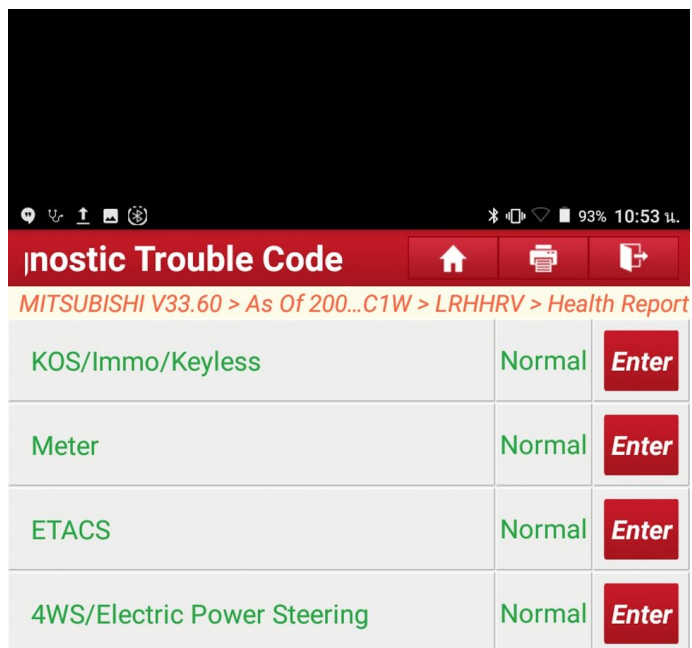 93% 10:53 น.
ɡnostic Trouble Code
MITSUBISHI V33.60 > As Of 200...C1W > LRHHRV > Health Report
KOS/Immo/Keyless Normal Enter
Meter Normal Enter
ETACS Normal Enter
4WS/Electric Power Steering Normal Enter